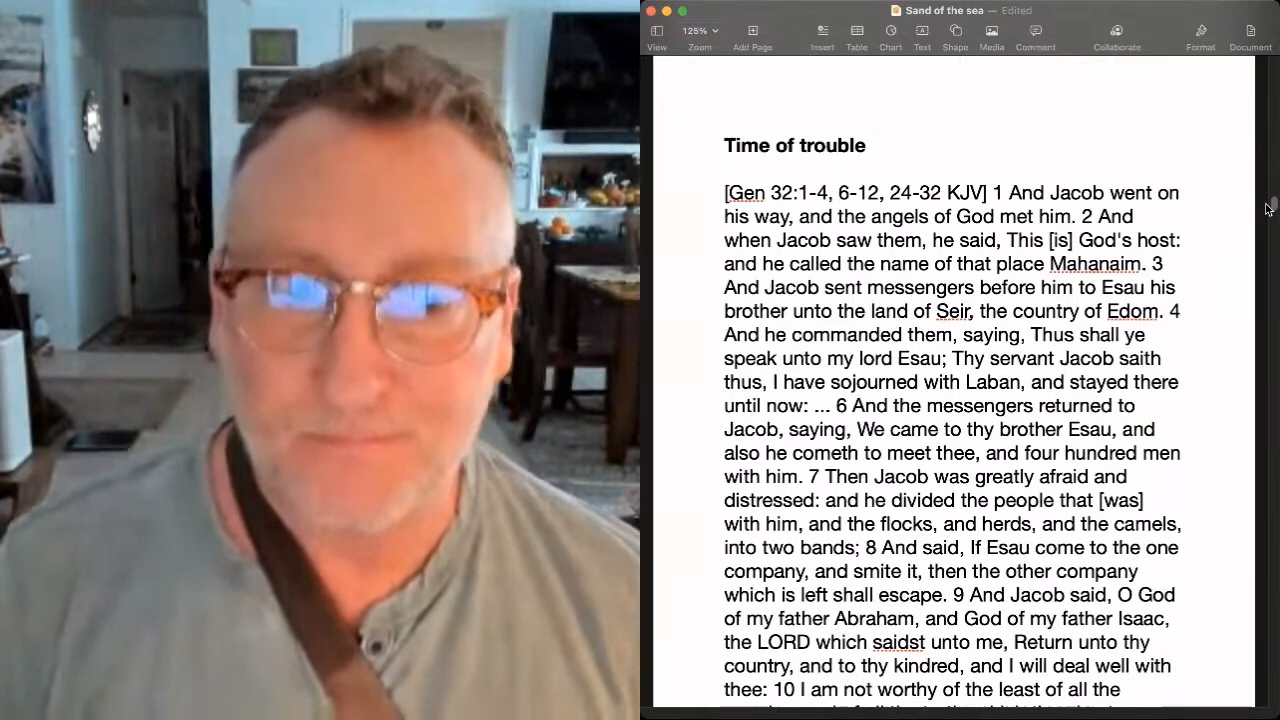 Sand of the sea — Edited
125%
View Zoom Add Page Insert Table Chart Text Shape Media Comment Collaborate Format Document
Time of trouble
[Gen 32:1-4, 6-12, 24-32 KJV] 1 And Jacob went on
his way, and the angels of God met him. 2 And
when Jacob saw them, he said, This [is] God's host:
and he called the name of that place Mahanaim. 3
And Jacob sent messengers before him to Esau his
brother unto the land of Seir, the country of Edom. 4
And he commanded them, saying, Thus shall ye
speak unto my lord Esau; Thy servant Jacob saith
thus, I have sojourned with Laban, and stayed there
until now: ... 6 And the messengers returned to
Jacob, saying, We came to thy brother Esau, and
also he cometh to meet thee, and four hundred men
with him. 7 Then Jacob was greatly afraid and
distressed: and he divided the people that [was]
with him, and the flocks, and herds, and the camels,
into two bands; 8 And said, If Esau come to the one
company, and smite it, then the other company
which is left shall escape. 9 And Jacob said, O God
of my father Abraham, and God of my father Isaac,
the LORD which saidst unto me, Return unto thy
country, and to thy kindred, and I will deal well with
thee: 10 I am not worthy of the least of all the